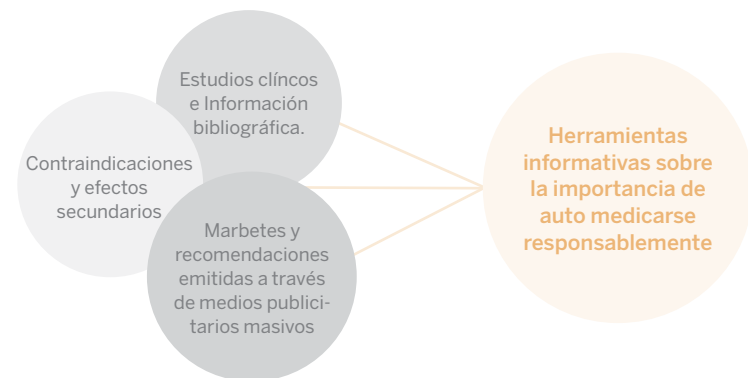 Estudios clíncos
e Información
bibliográfica.
Contraindicaciones
y efectos
secundarios
Marbetes y
recomendaciones
emitidas a través
de medios publici-
tarios masivos
Herramientas
informativas sobre
la importancia de
auto medicarse
responsablemente